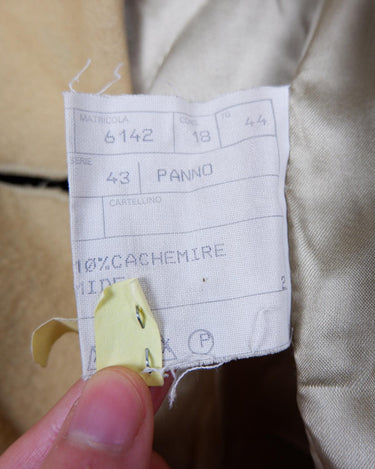 MATRICOLA TG
6142 18 44
SERIE
43 PANNO
CARTELLINO
10%CACHEMIRE
2
P